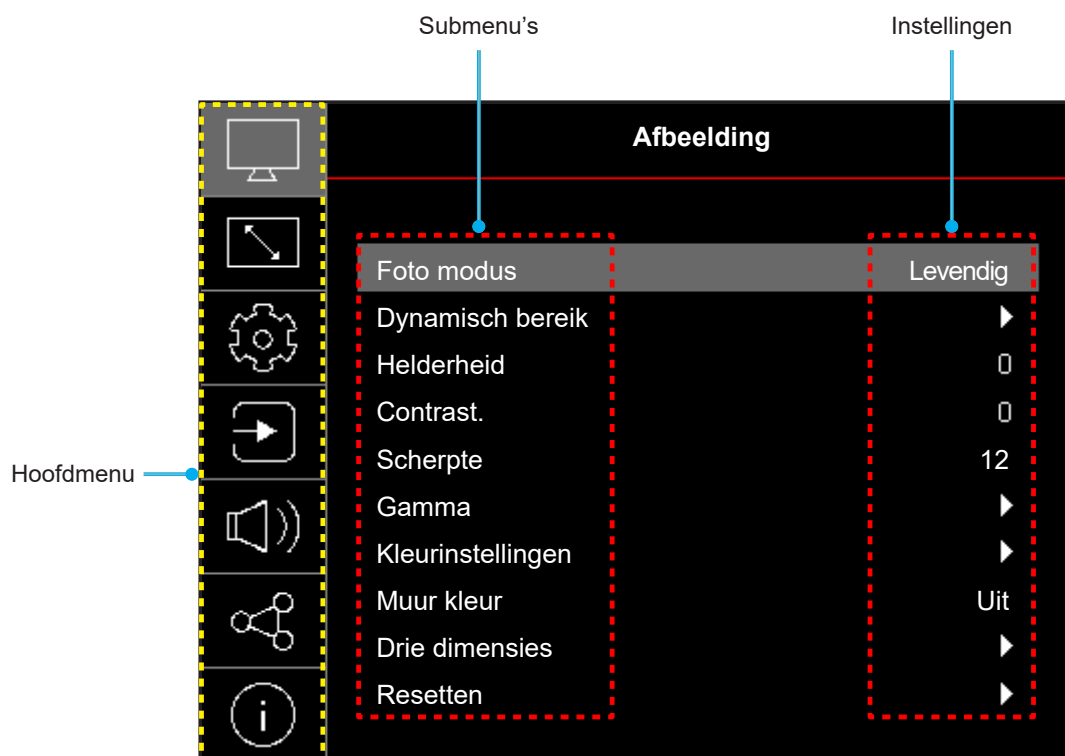 Submenu’s Instellingen
Afbeelding
Foto modus Levendig
Dynamisch bereik
Helderheid 0
Contrast. 0
Scherpte 12
Hoofdmenu
Gamma
Kleurinstellingen
Muur kleur Uit
Drie dimensies
Resetten
i